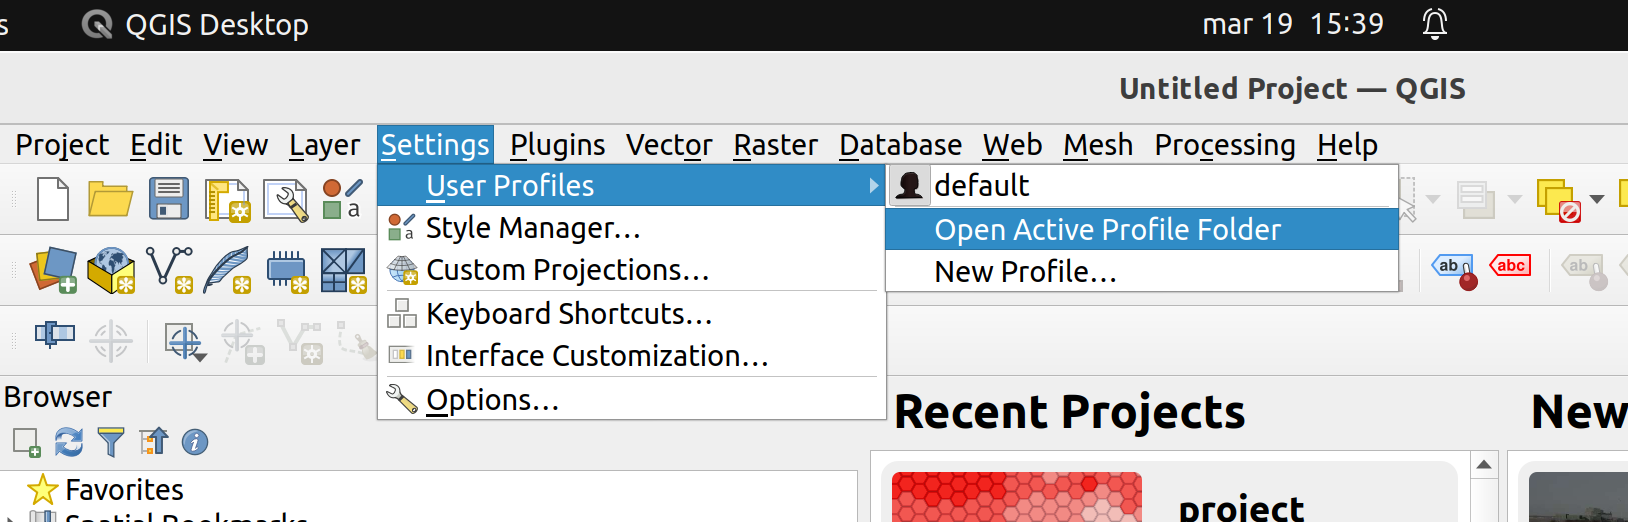 s QGIS Desktop mar 19 15:39
Untitled Project — QGIS
Project Edit View Layer Settings Plugins Vector Raster Database Web Mesh Processing Help
User Profiles
default
Style Manager...
Open Active Profile Folder
Custom Projections...
New Profile...
Keyboard Shortcuts...
Interface Customization...
Options...
a
a
ab
abc
ab
Browser
Recent Projects
New
Favorites
Spatial Bookmarks
project